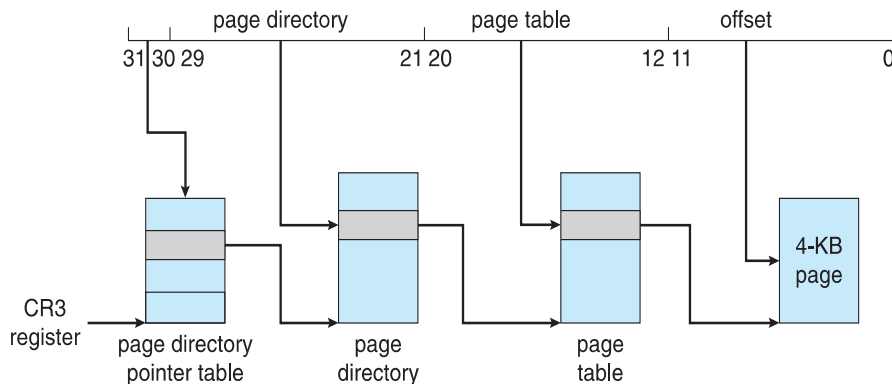 page directory page table offset
31 30 29 21 20 12 11 0
4-KB
page
CR3
register
page directory
pointer table
page
directory
page
table